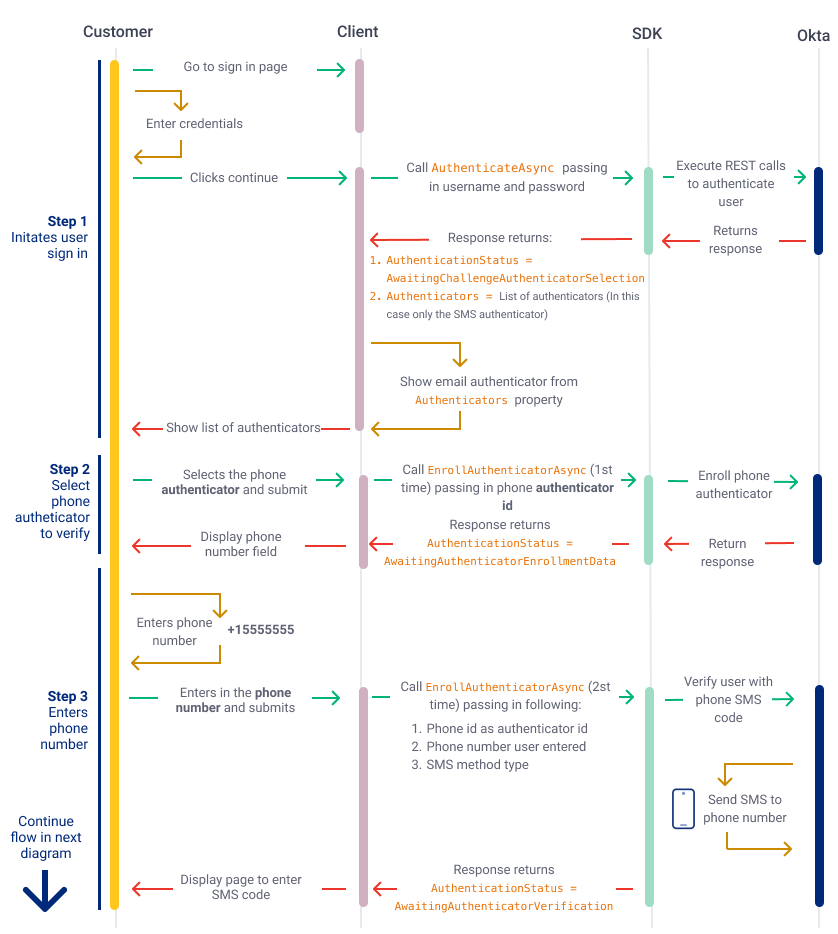 Customer
Client
SDK
Okta
Go to sign in page
Enter credentials
Clicks continue
Call AuthenticateAsync passing
in username and password
Execute REST calls
to authenticate
user
Step 1
Initates user
sign in
Response returns:
Returns
response
1. AuthenticationStatus =
AwaitingChallengeAuthenticatorSelection
2. Authenticators = List of authenticators (In this
case only the SMS authenticator)
Show email authenticator from
Authenticators property
Show list of authenticators
Step 2
Select
phone
autheticator
to verify
Selects the phone
authenticator and submit
Call EnrollAuthenticatorAsync (1st
time) passing in phone authenticator
id
Enroll phone
authenticator
Display phone
number field
Response returns
AuthenticationStatus =
AwaitingAuthenticatorEnrollmentData
Return
response
Enters phone
number
+15555555
Step 3
Enters
phone
number
Enters in the phone
number and submits
Call EnrollAuthenticatorAsync (2st
time) passing in following:
1. Phone id as authenticator id
2. Phone number user entered
3. SMS method type
Verify user with
phone SMS
code
Send SMS to
phone number
Continue
flow in next
diagram
Display page to enter
SMS code
Response returns
AuthenticationStatus =
AwaitingAuthenticatorVerification